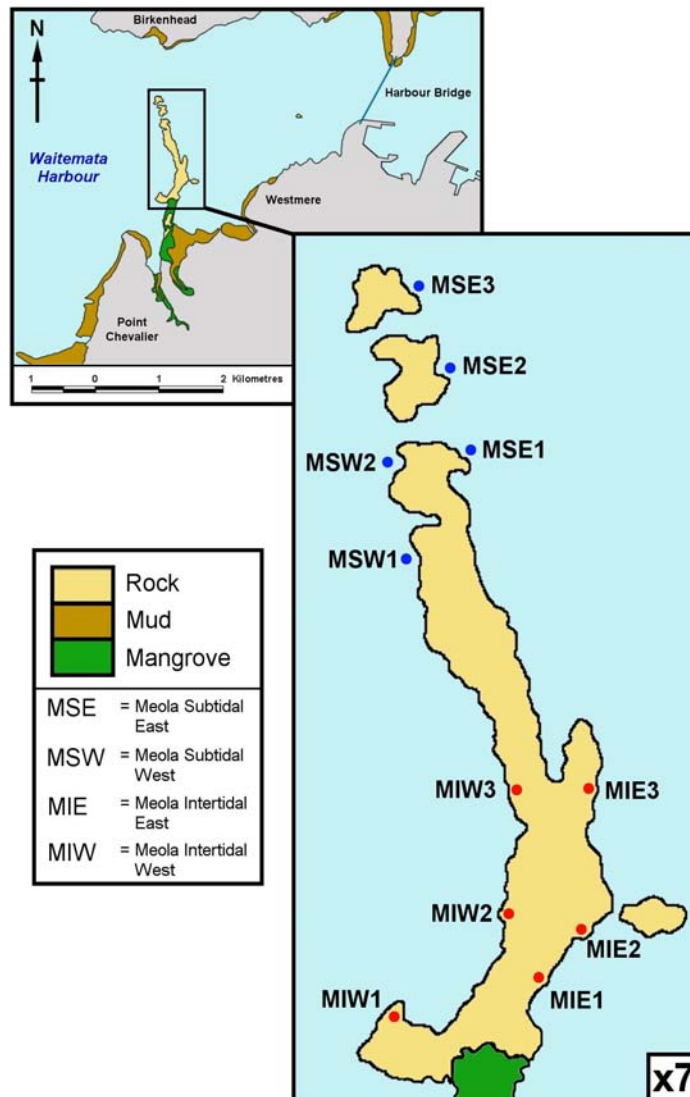 Birkenhead
N
Harbour Bridge
Waitemata
Harbour
Westmere
Point
Chevalier
1 0 1 2 Kilometres
MSE3
MSE2
MSE1
MSW2
MSW1
MIW3
MIE3
MIW2
MIE2
MIE1
MIW1
x7
Rock
Mud
Mangrove
MSE = Meola Subtidal
East
MSW = Meola Subtidal
West
MIE = Meola Intertidal
East
MIW = Meola Intertidal
West